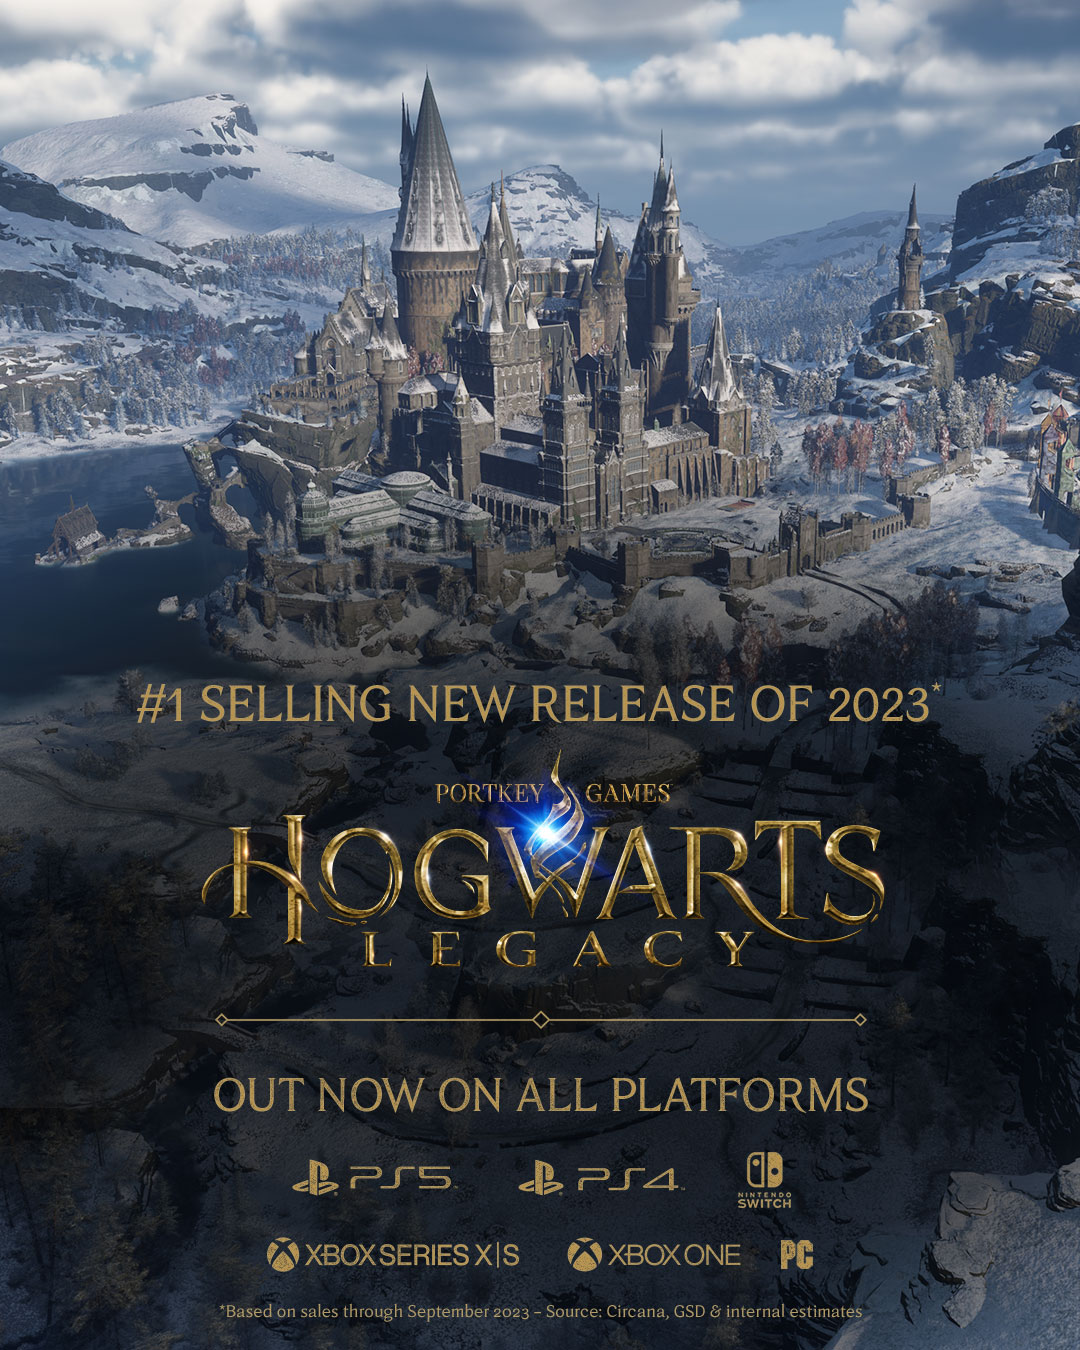 #1 SELLING NEW RELEASE OF 2023*
PORTKEY GAMES
HOGWARTS
LEGACY
OUT NOW ON ALL PLATFORMS
PS5 PS4 NINTENDO SWITCH
XBOX SERIES X|S XBOX ONE PC
*Based on sales through September 2023 – Source: Circana, GSD & internal estimates